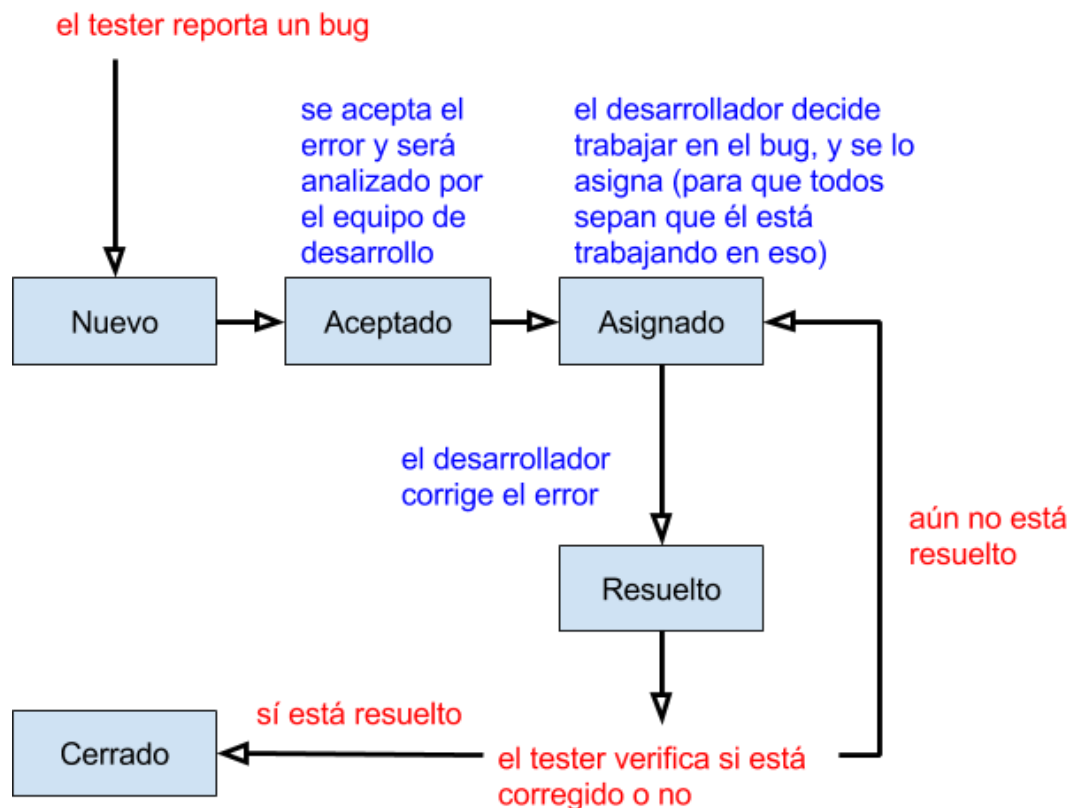 el tester reporta un bug
se acepta el
error y será
analizado por
el equipo de
desarrollo
el desarrollador decide
trabajar en el bug, y se lo
asigna (para que todos
sepan que él está
trabajando en eso)
Nuevo
Aceptado
Asignado
el desarrollador
corrige el error
aún no está
resuelto
Resuelto
sí está resuelto
Cerrado
el tester verifica si está
corregido o no